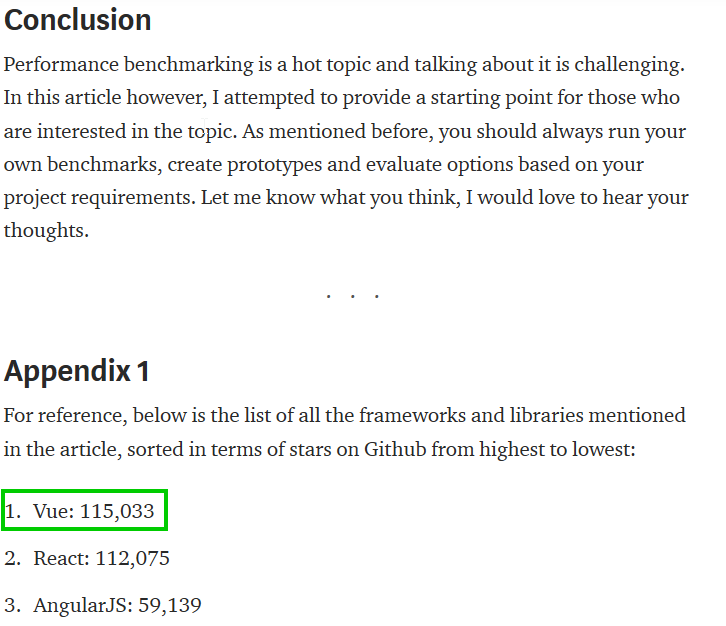 Conclusion
Performance benchmarking is a hot topic and talking about it is challenging.
In this article however, I attempted to provide a starting point for those who
are interested in the topic. As mentioned before, you should always run your
own benchmarks, create prototypes and evaluate options based on your
project requirements. Let me know what you think, I would love to hear your
thoughts.
. . .
Appendix 1
For reference, below is the list of all the frameworks and libraries mentioned
in the article, sorted in terms of stars on Github from highest to lowest:
1. Vue: 115,033
2. React: 112,075
3. AngularJS: 59,139